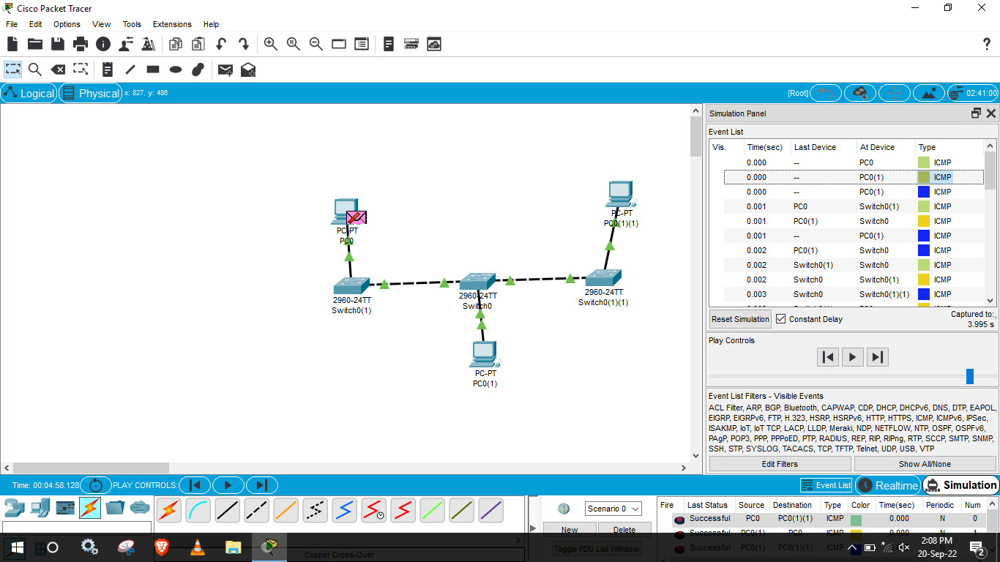 Cisco Packet Tracer
File Edit Options View Tools Extensions Help
?
Logical Physical x: 827, y: 486 [Root] 02:41:00
Simulation Panel
Event List
Vis. Time(sec) Last Device At Device Type
0.000 -- PC0 ICMP
0.000 -- PC0(1) ICMP
0.000 -- PC0(1) ICMP
0.001 PC0 Switch0(1) ICMP
0.001 PC0(1) Switch0 ICMP
0.001 -- PC0(1) ICMP
0.002 PC0(1) Switch0 ICMP
0.002 Switch0(1) Switch0 ICMP
0.002 Switch0 Switch0(1) ICMP
0.003 Switch0 Switch0(1)(1) ICMP
Reset Simulation Constant Delay Captured to:
3.995 s
Play Controls
Event List Filters - Visible Events
ACL Filter, ARP, BGP, Bluetooth, CAPWAP, CDP, DHCP, DHCPv6, DNS, DTP, EAPOL,
EIGRP, EIGRPv6, FTP, H.323, HSRP, HSRPv6, HTTP, HTTPS, ICMP, ICMPv6, IPSec,
ISAKMP, IoT, IoT TCP, LACP, LLDP, Meraki, NDP, NETFLOW, NTP, OSPF, OSPFv6,
PAgP, POP3, PPP, PPPoED, PTP, RADIUS, REP, RIP, RIPng, RTP, SCCP, SMTP, SNMP,
SSH, STP, SYSLOG, TACACS, TCP, TFTP, Telnet, UDP, USB, VTP
Edit Filters Show All/None
PC-PT
PC0
PC-PT
PC0(1)(1)
2960-24TT
Switch0(1)
2960-24TT
Switch0
2960-24TT
Switch0(1)(1)
PC-PT
PC0(1)
Time: 00:04:58.128 PLAY CONTROLS: Event List Realtime Simulation
Scenario 0
New Delete
Toggle PDU List Window
Fire Last Status Source Destination Type Color Time(sec) Periodic Num
Successful PC0 PC0(1)(1) ICMP 0.000 N 0
Successful PC0(1) PC0 ICMP 0.000 N 1
Successful PC0(1) PC0(1)(1) ICMP 0.000 N
Copper Cross-Over
2:08 PM
20-Sep-22
2